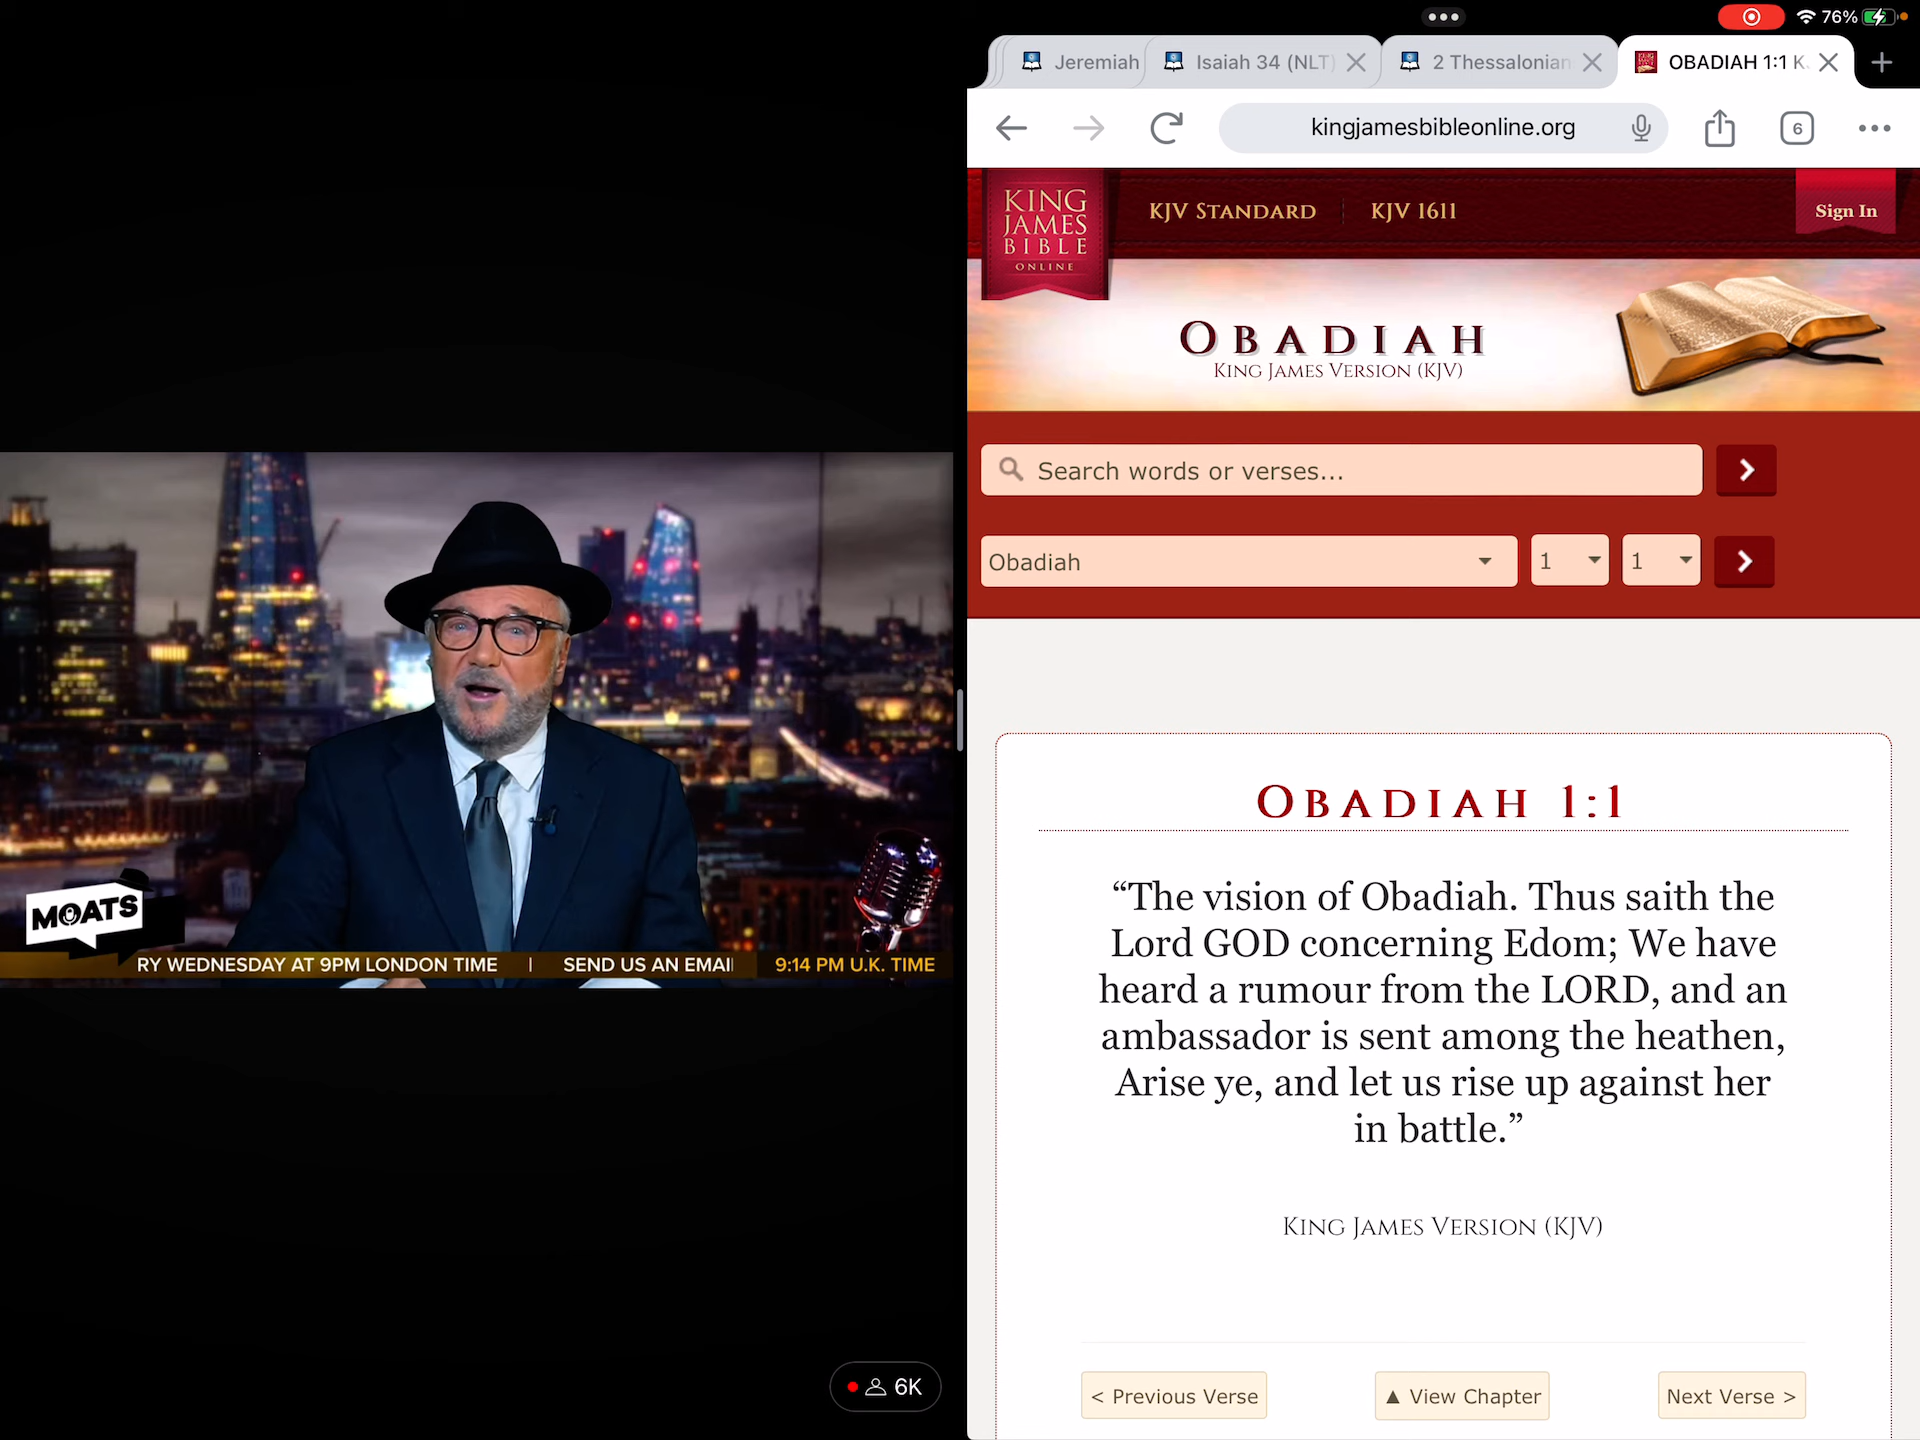 76%
Jeremiah
Isaiah 34 (NLT)
2 Thessalonian
OBADIAH 1:1 K
kingjamesbibleonline.org
6
KING
JAMES
BIBLE
ONLINE
KJV STANDARD
KJV 1611
Sign In
OBADIAH
KING JAMES VERSION (KJV)
Search words or verses...
Obadiah
1
1
OBADIAH 1:1
“The vision of Obadiah. Thus saith the
Lord GOD concerning Edom; We have
heard a rumour from the LORD, and an
ambassador is sent among the heathen,
Arise ye, and let us rise up against her
in battle.”
KING JAMES VERSION (KJV)
< Previous Verse
▲ View Chapter
Next Verse >
MOATS
RY WEDNESDAY AT 9PM LONDON TIME | SEND US AN EMAI
9:14 PM U.K. TIME
6K